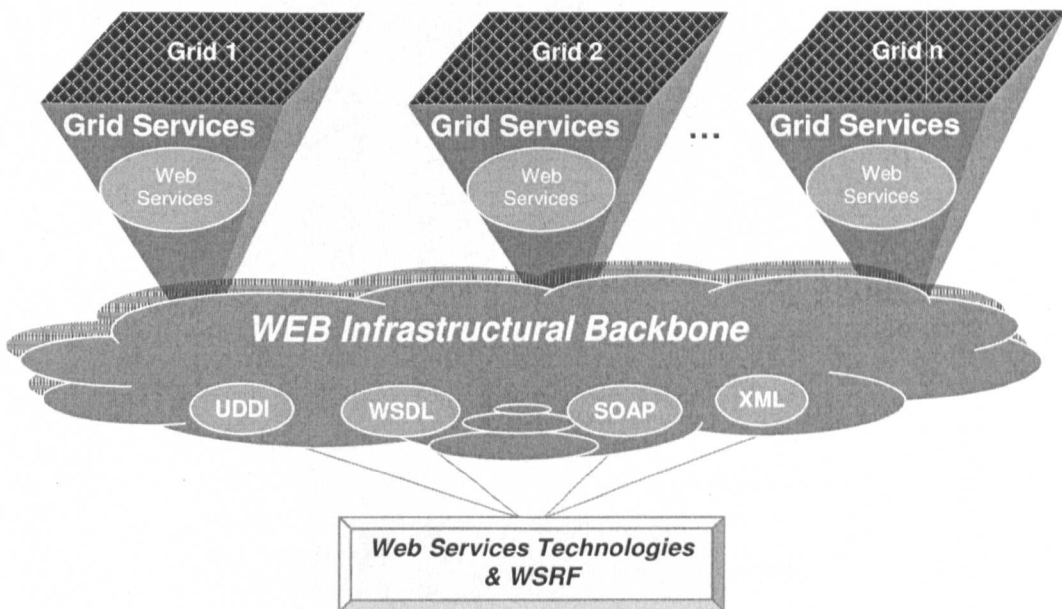 Grid 1
Grid 2
Grid n
Grid Services
Grid Services
...
Grid Services
Web
Services
Web
Services
Web
Services
WEB Infrastructural Backbone
UDDI
WSDL
SOAP
XML
Web Services Technologies
& WSRF